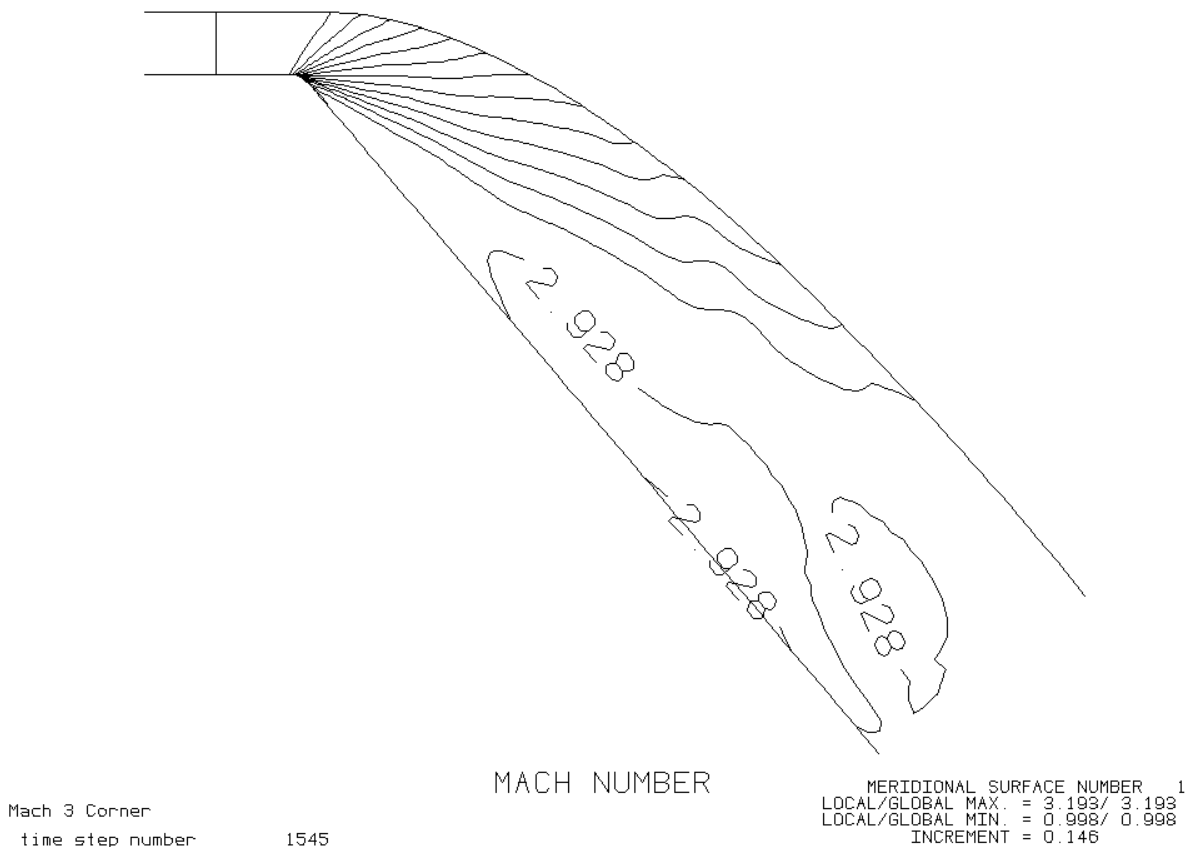 2.928
2.928
2.928
MACH NUMBER
Mach 3 Corner
time step number 1545
MERIDIONAL SURFACE NUMBER 1
LOCAL/GLOBAL MAX. = 3.193/ 3.193
LOCAL/GLOBAL MIN. = 0.998/ 0.998
INCREMENT = 0.146